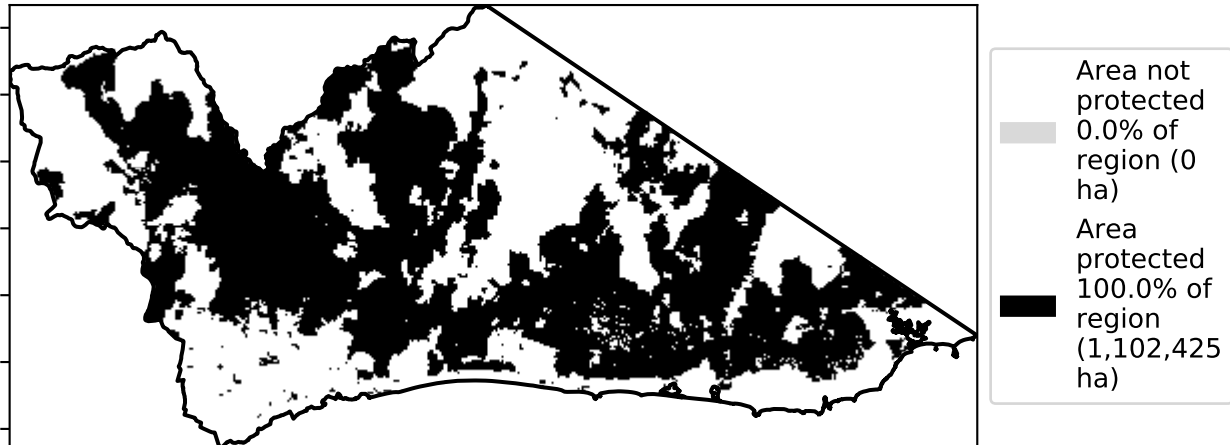 Area not
protected
0.0% of
region (0
ha)
Area
protected
100.0% of
region
(1,102,425
ha)